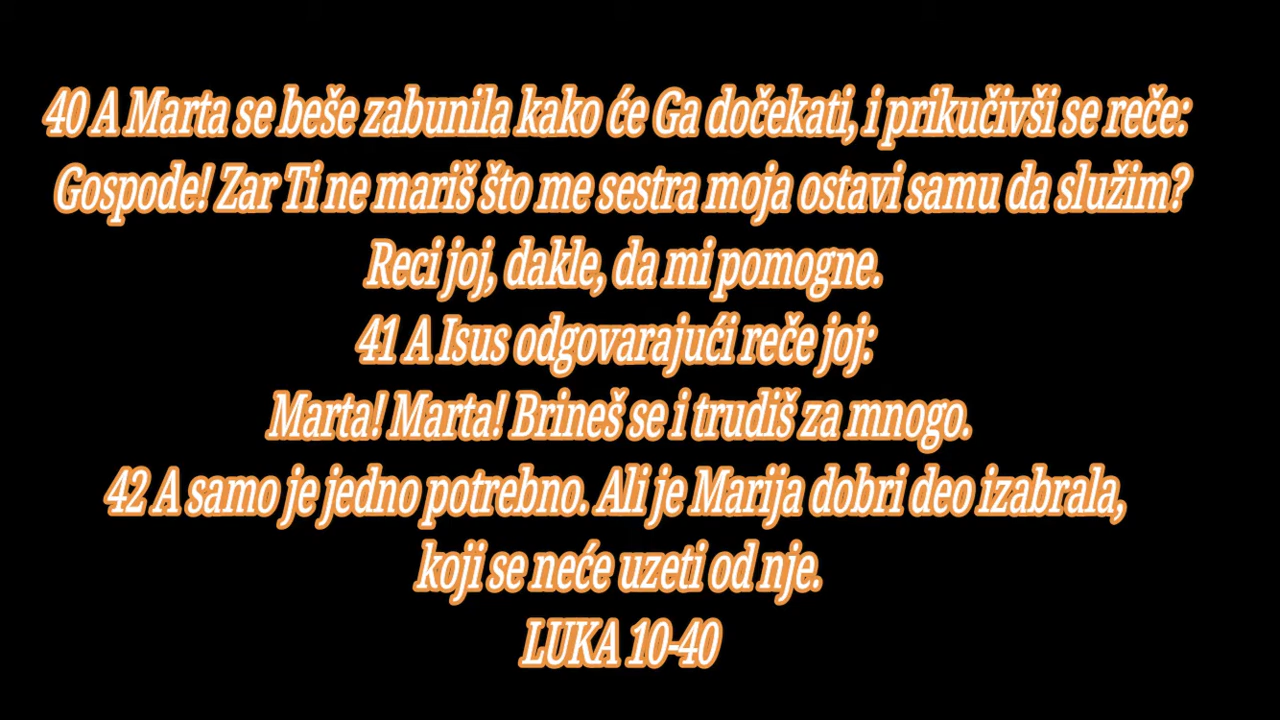 40 A Marta se beše zabunila kako će Ga dočekati, i prikučivši se reče:
Gospode! Zar Ti ne mariš što me sestra moja ostavi samu da služim?
Reci joj, dakle, da mi pomogne.
41 A Isus odgovarajući reče joj:
Marta! Marta! Brineš se i trudiš za mnogo.
42 A samo je jedno potrebno. Ali je Marija dobri deo izabrala,
koji se neće uzeti od nje.
LUKA 10-40